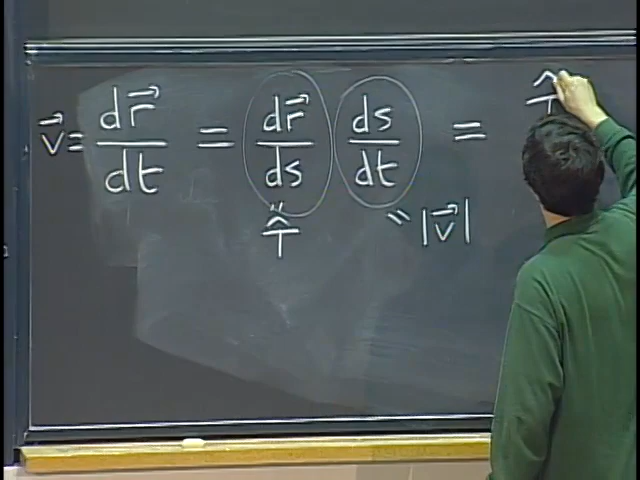 v⃗ = dr⃗/dt = dr⃗/ds ds/dt = T̂
= T̂ = |v⃗|